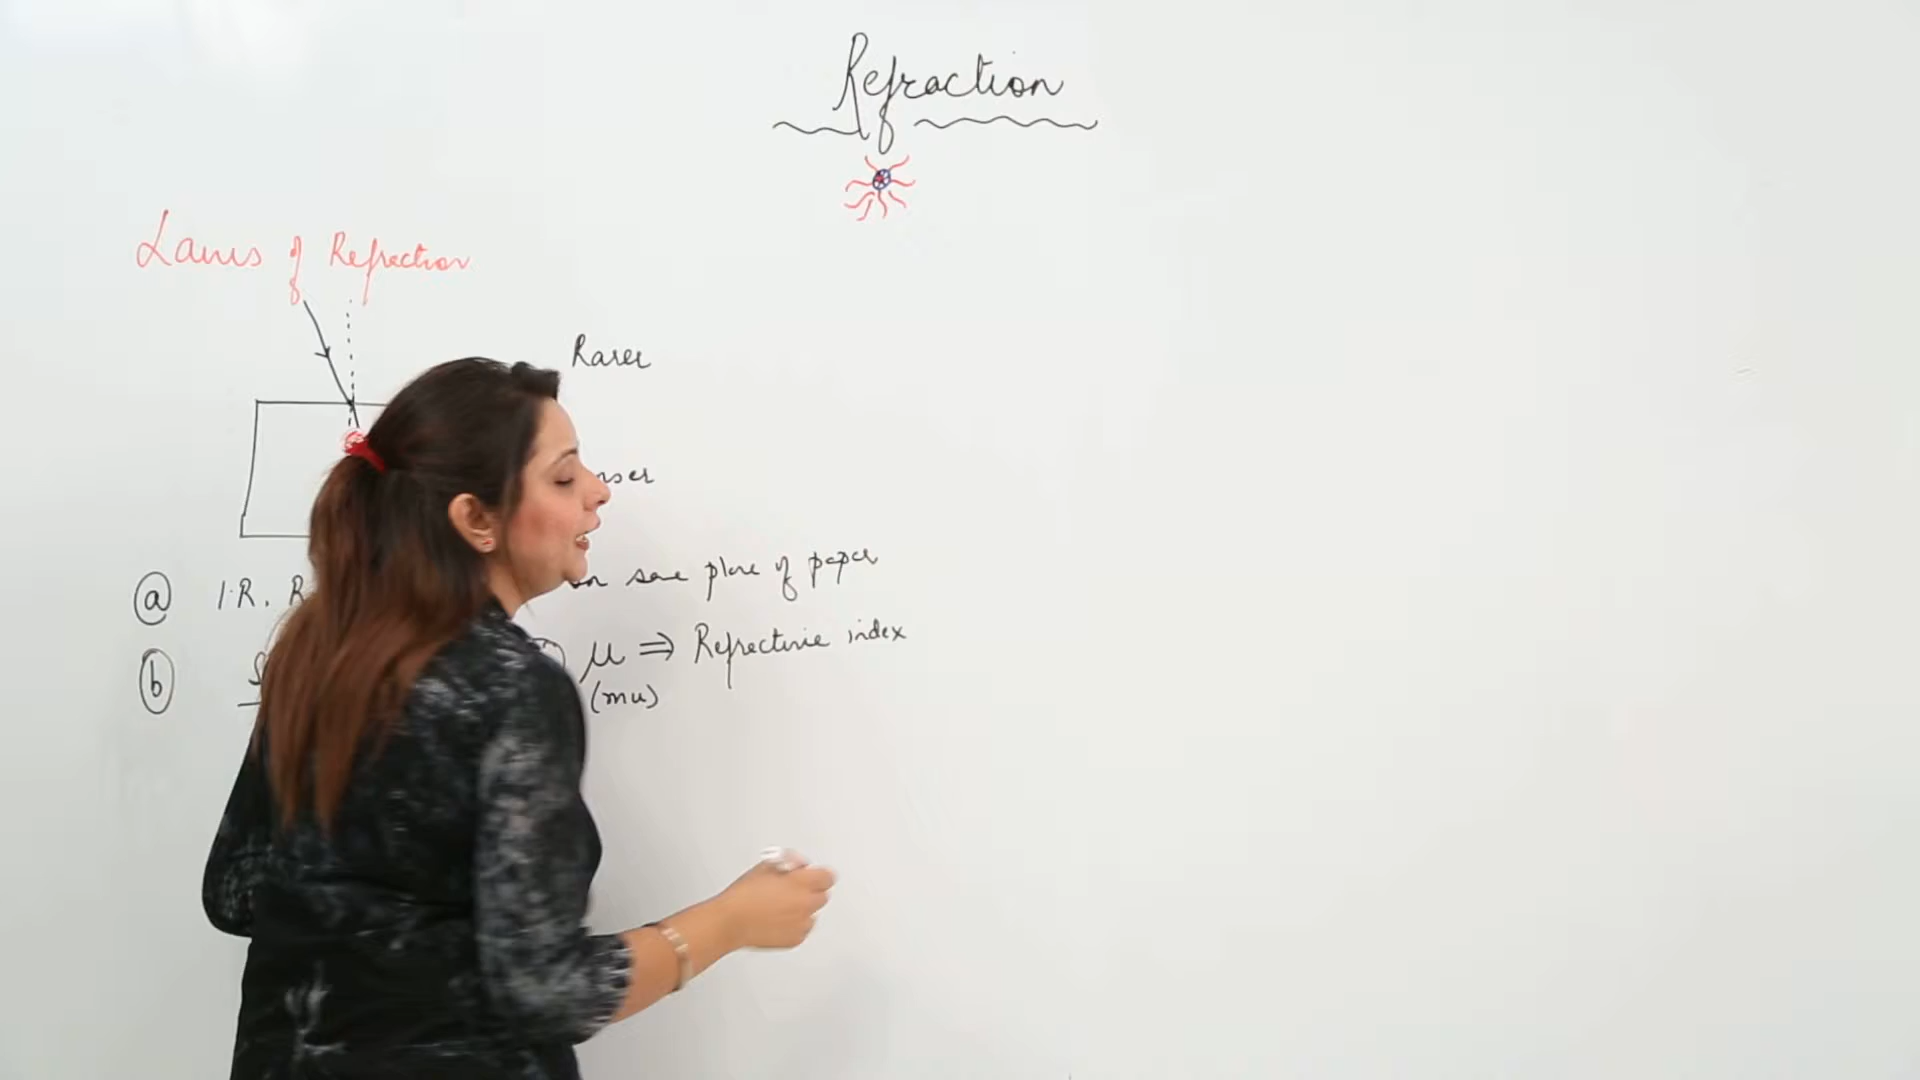 Refraction
Laws of Refraction
Rarer
nser
(a) I.R. R on same plane of paper
(b) S μ ⇒ Refractive index
(mu)